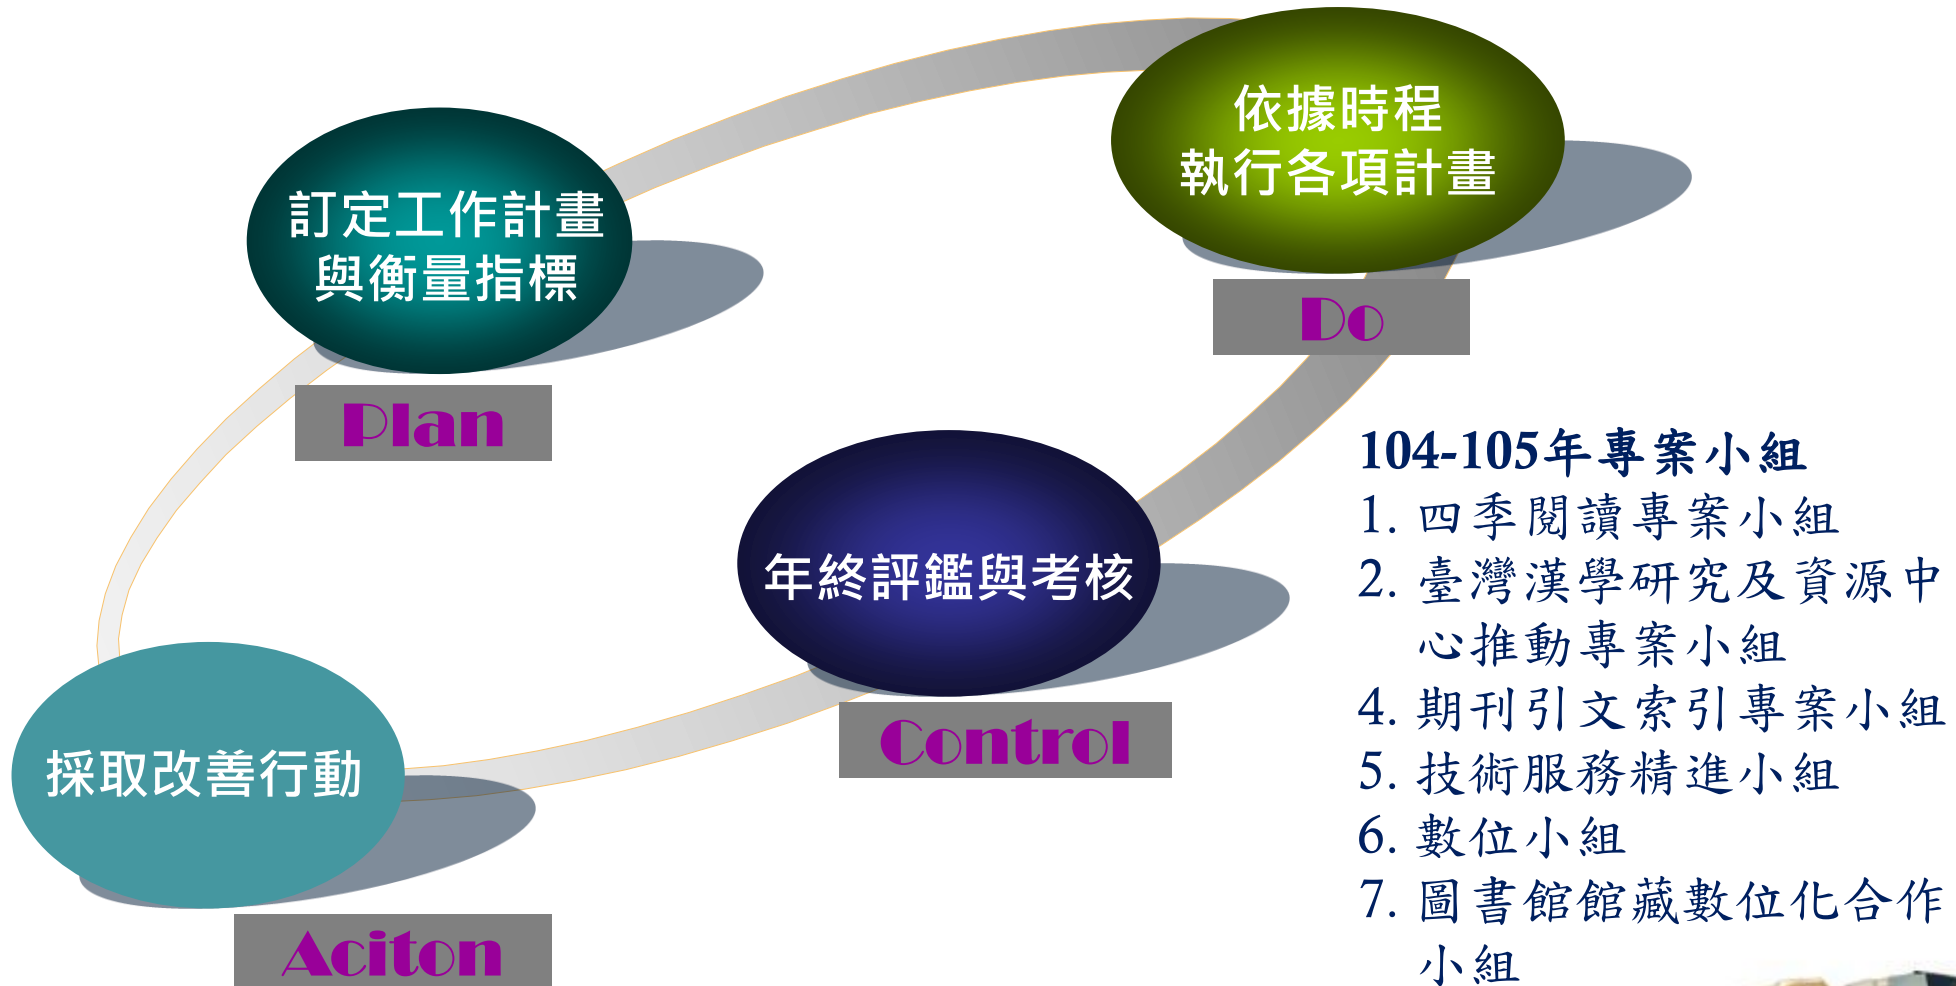 訂定工作計畫
與衡量指標
Plan
依據時程
執行各項計畫
Do
年終評鑑與考核
Control
採取改善行動
Aciton
104-105年專案小組
1. 四季閱讀專案小組
2. 臺灣漢學研究及資源中
心推動專案小組
4. 期刊引文索引專案小組
5. 技術服務精進小組
6. 數位小組
7. 圖書館館藏數位化合作
小組